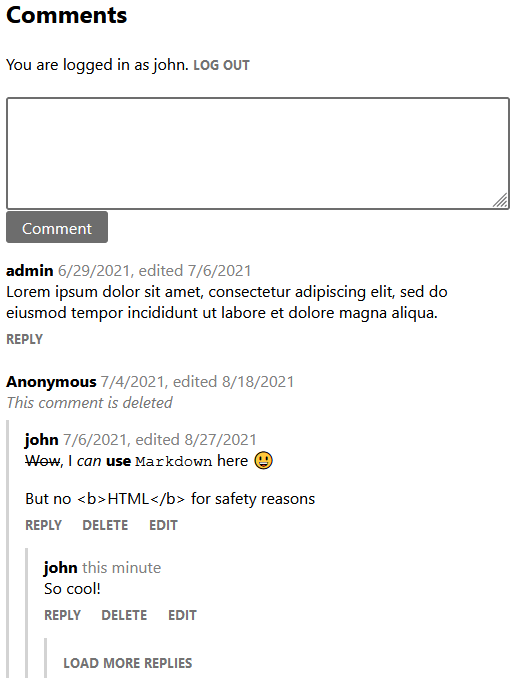 Comments
You are logged in as john. LOG OUT
Comment
admin 6/29/2021, edited 7/6/2021
Lorem ipsum dolor sit amet, consectetur adipiscing elit, sed do
eiusmod tempor incididunt ut labore et dolore magna aliqua.
REPLY
Anonymous 7/4/2021, edited 8/18/2021
This comment is deleted
john 7/6/2021, edited 8/27/2021
Wow, I can use Markdown here 😃
But no <b>HTML</b> for safety reasons
REPLY DELETE EDIT
john this minute
So cool!
REPLY DELETE EDIT
LOAD MORE REPLIES